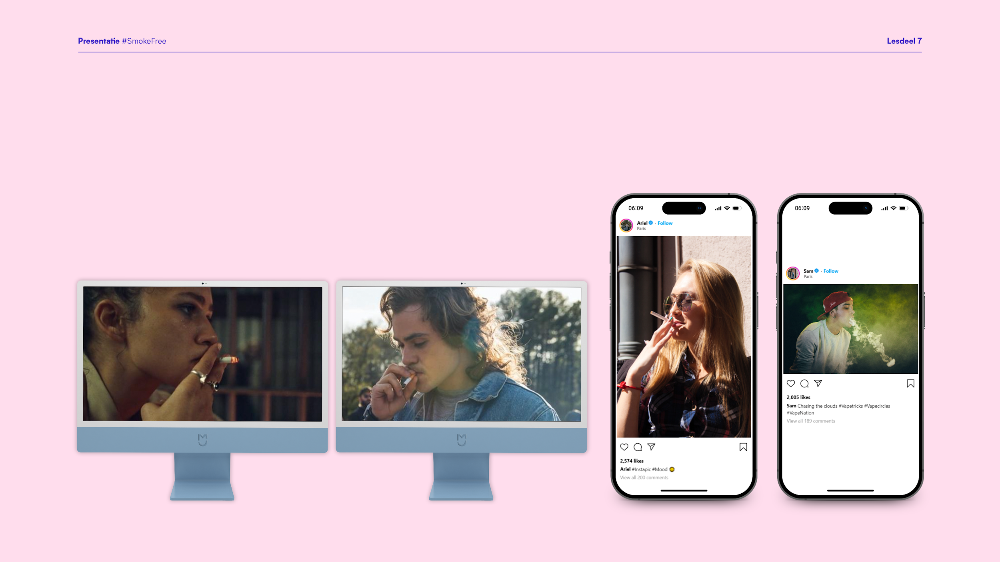 Presentatie #SmokeFree
Lesdeel 7
06:09
Ariel · Follow
Paris
2,574 likes
Ariel #Instapic #Mood 🌞
View all 200 comments
06:09
Sam · Follow
Paris
2,005 likes
Sam Chasing the clouds #Vapetricks #Vapecircles
#VapeNation
View all 189 comments